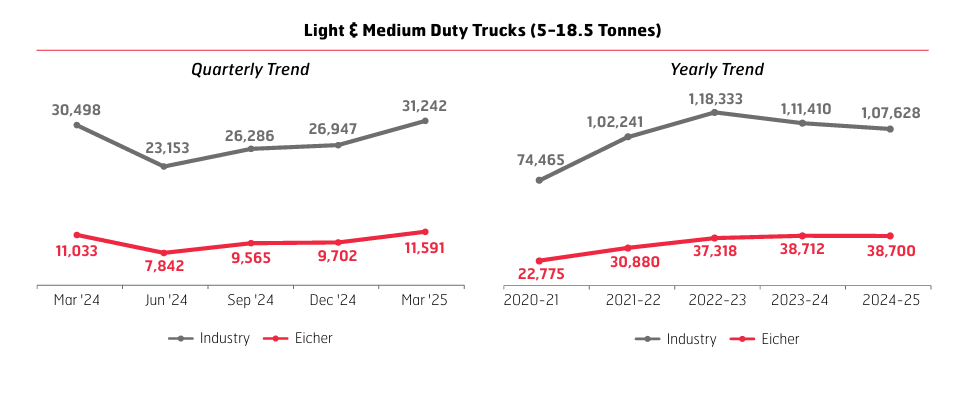 Light & Medium Duty Trucks (5-18.5 Tonnes)
Quarterly Trend
30,498
23,153
26,286
26,947
31,242
11,033
7,842
9,565
9,702
11,591
Mar '24
Jun '24
Sep '24
Dec '24
Mar '25
Industry
Eicher
Yearly Trend
74,465
1,02,241
1,18,333
1,11,410
1,07,628
22,775
30,880
37,318
38,712
38,700
2020-21
2021-22
2022-23
2023-24
2024-25
Industry
Eicher